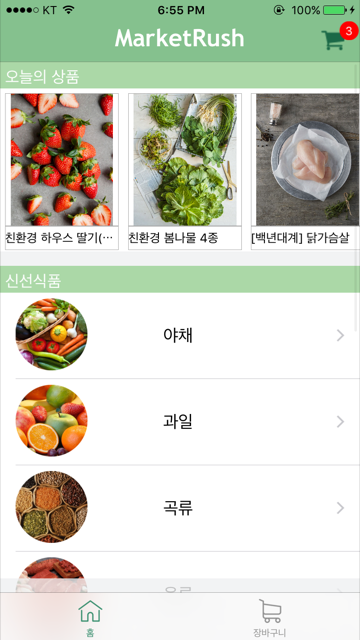 KT 6:55 PM 100%
MarketRush
3
오늘의 상품
친환경 하우스 딸기(…
친환경 봄나물 4종
[백년대계] 닭가슴살
신선식품
야채
과일
곡류
홈
장바구니